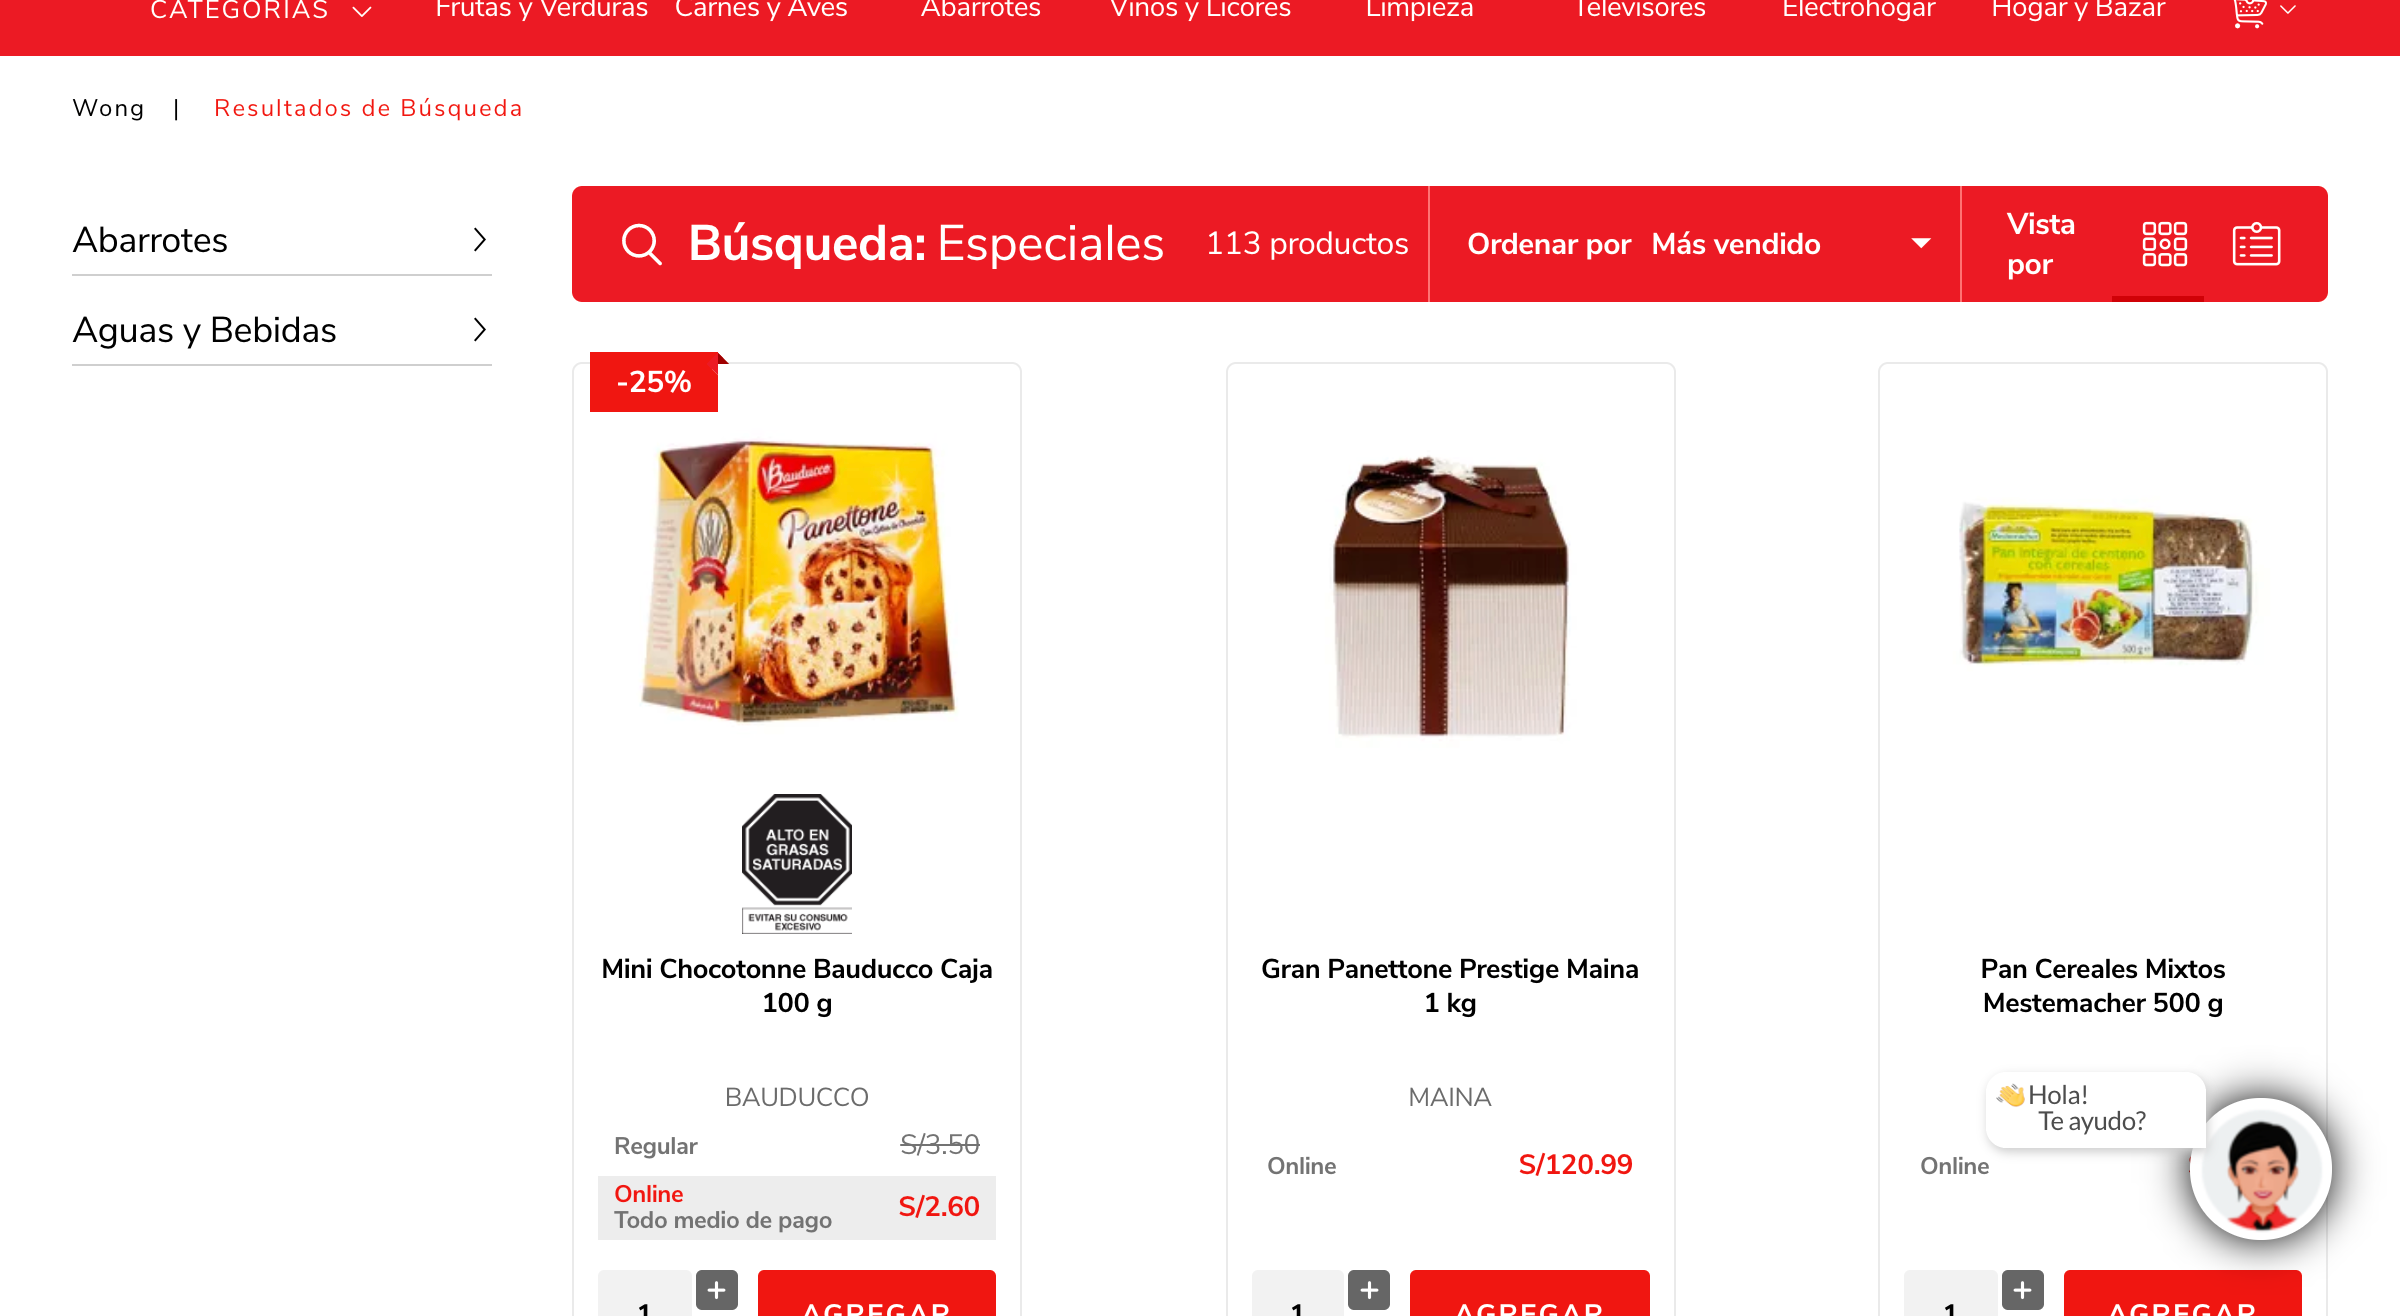 CATEGORÍAS
Frutas y Verduras
Carnes y Aves
Abarrotes
Vinos y Licores
Limpieza
Televisores
Electrohogar
Hogar y Bazar
Wong | Resultados de Búsqueda
Abarrotes
Aguas y Bebidas
Búsqueda: Especiales
113 productos
Ordenar por Más vendido
Vista
por
-25%
Bauducco
Panettone
ALTO EN
GRASAS
SATURADAS
EVITAR SU CONSUMO
EXCESIVO
Mini Chocotonne Bauducco Caja
100 g
BAUDUCCO
Regular S/3.50
Online
Todo medio de pago
S/2.60
1 + AGREGAR
Gran Panettone Prestige Maina
1 kg
MAINA
Online S/120.99
1 + AGREGAR
Mestemacher
Pan integral de centeno
con cereales
500 g
Pan Cereales Mixtos
Mestemacher 500 g
Online
👋Hola!
Te ayudo?
1 + AGREGAR